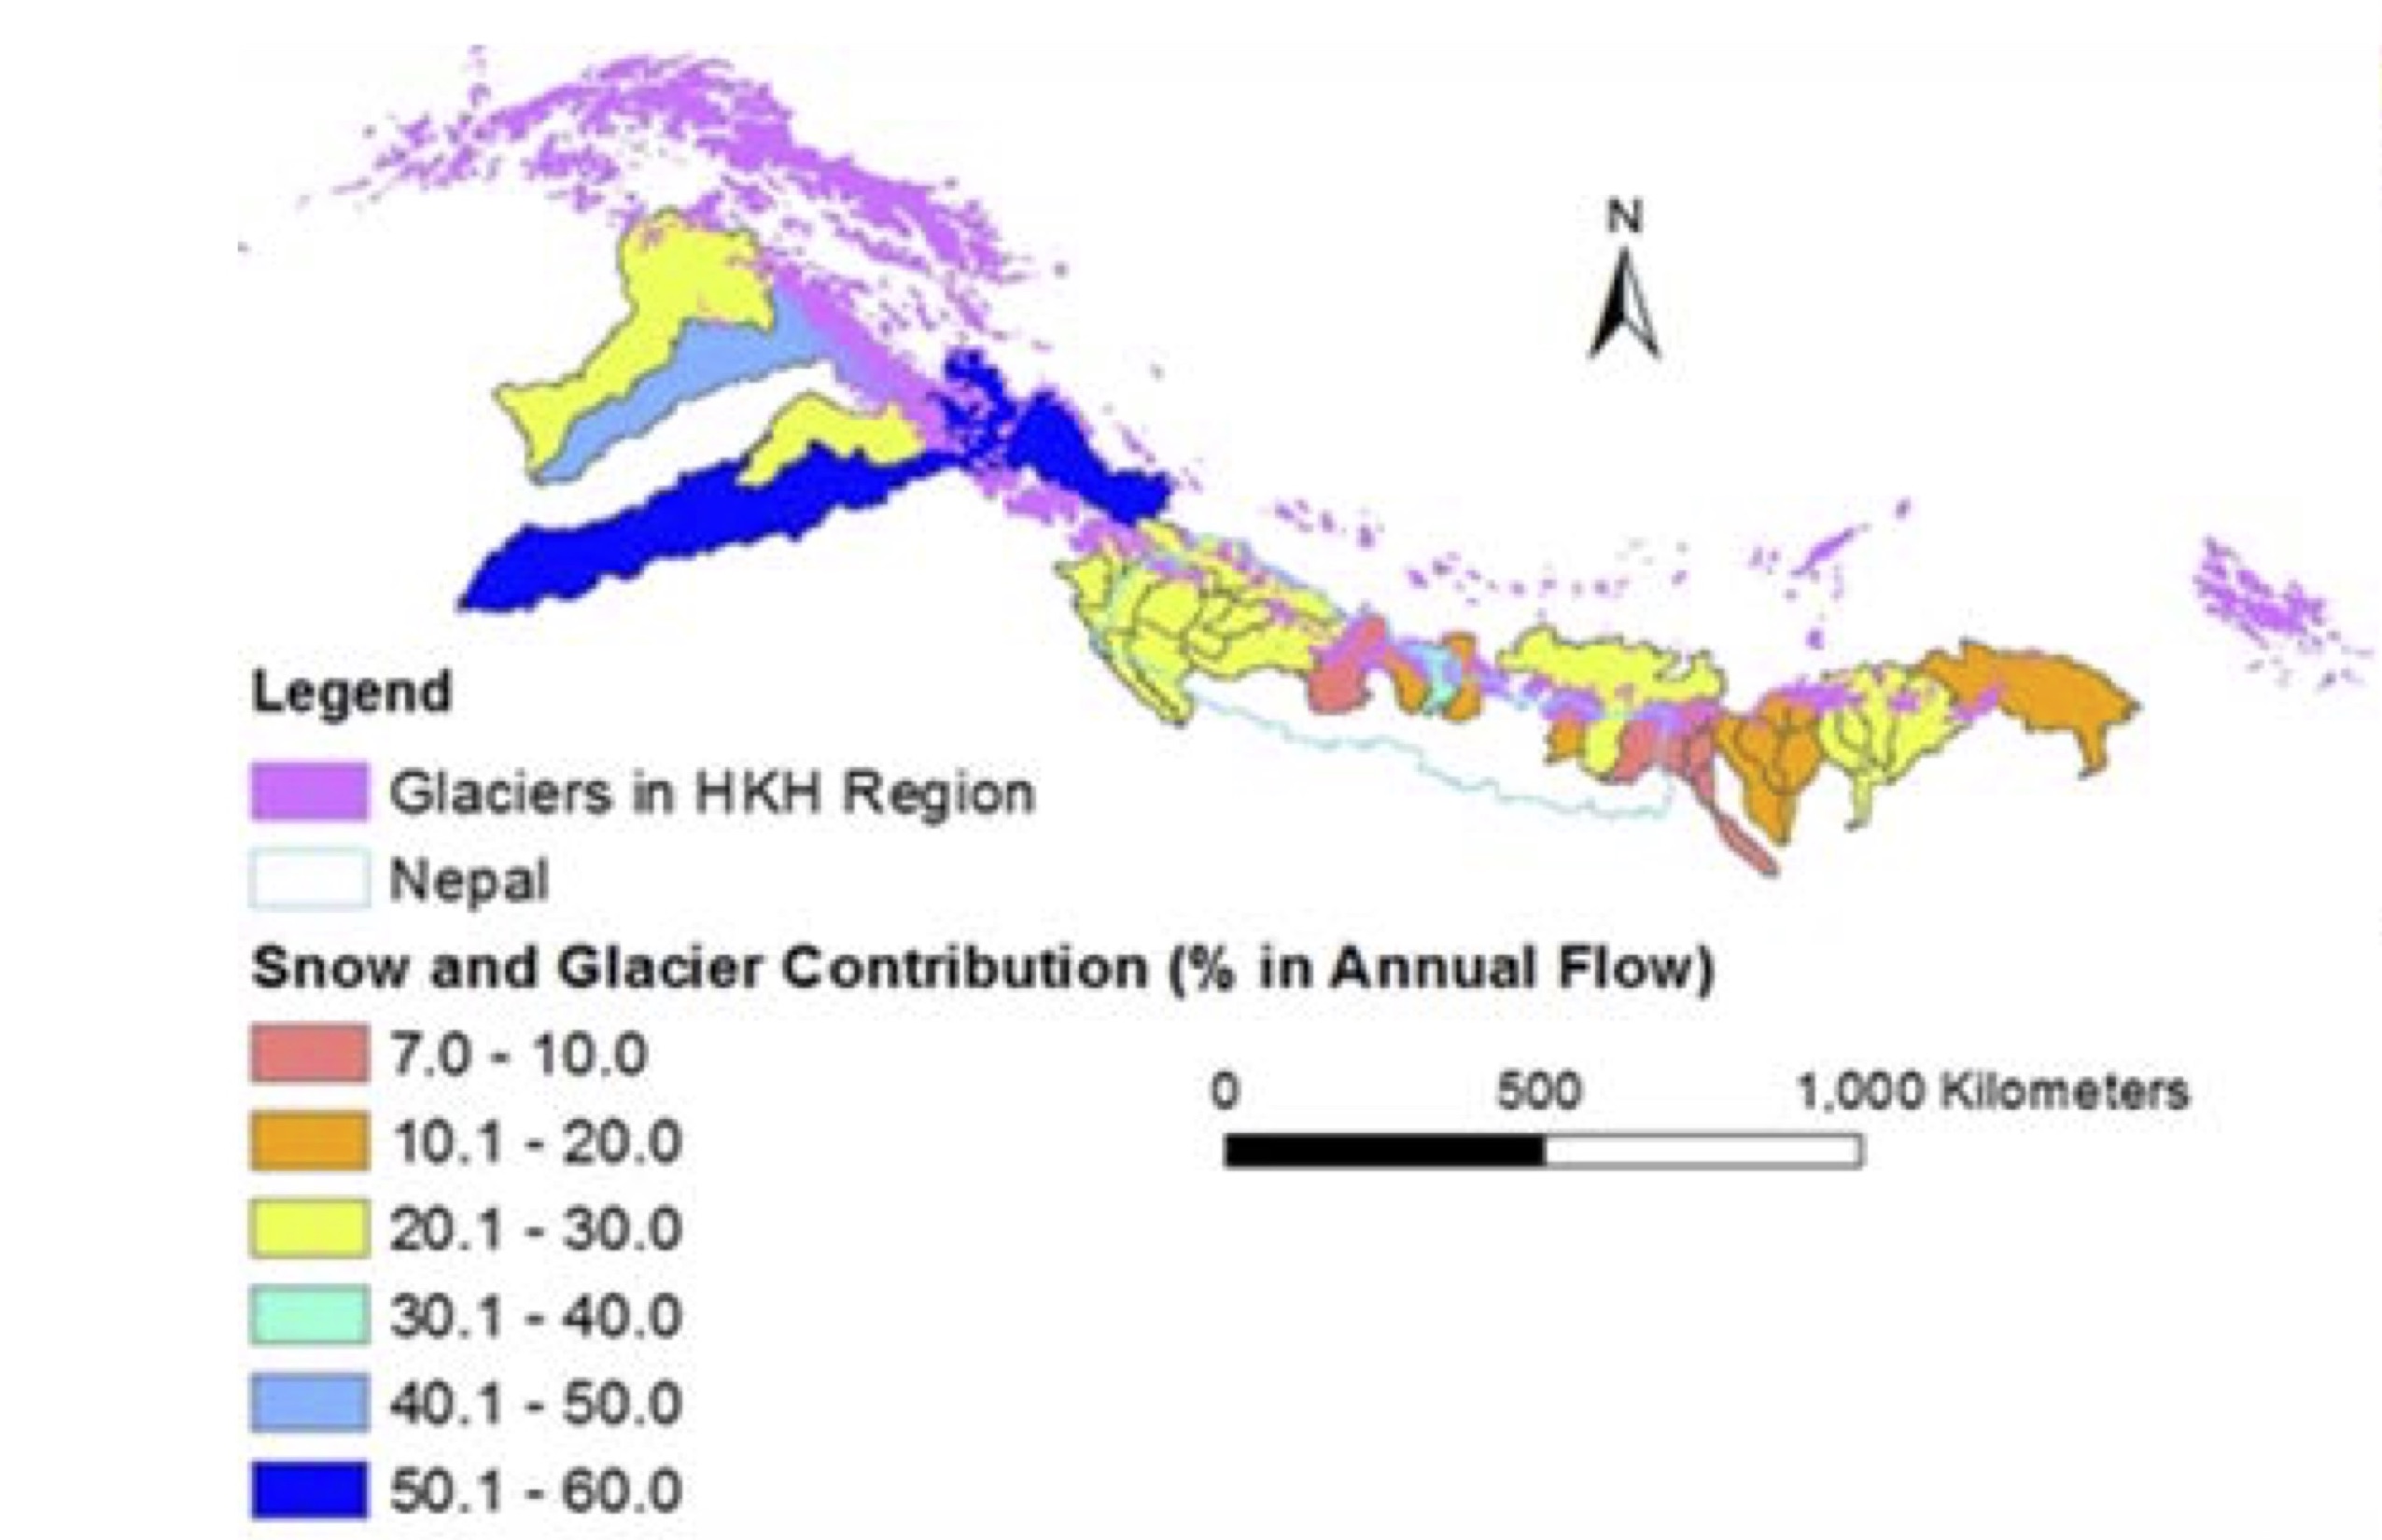 N
Legend
Glaciers in HKH Region
Nepal
Snow and Glacier Contribution (% in Annual Flow)
7.0 - 10.0
10.1 - 20.0
20.1 - 30.0
30.1 - 40.0
40.1 - 50.0
50.1 - 60.0
0 500 1,000 Kilometers